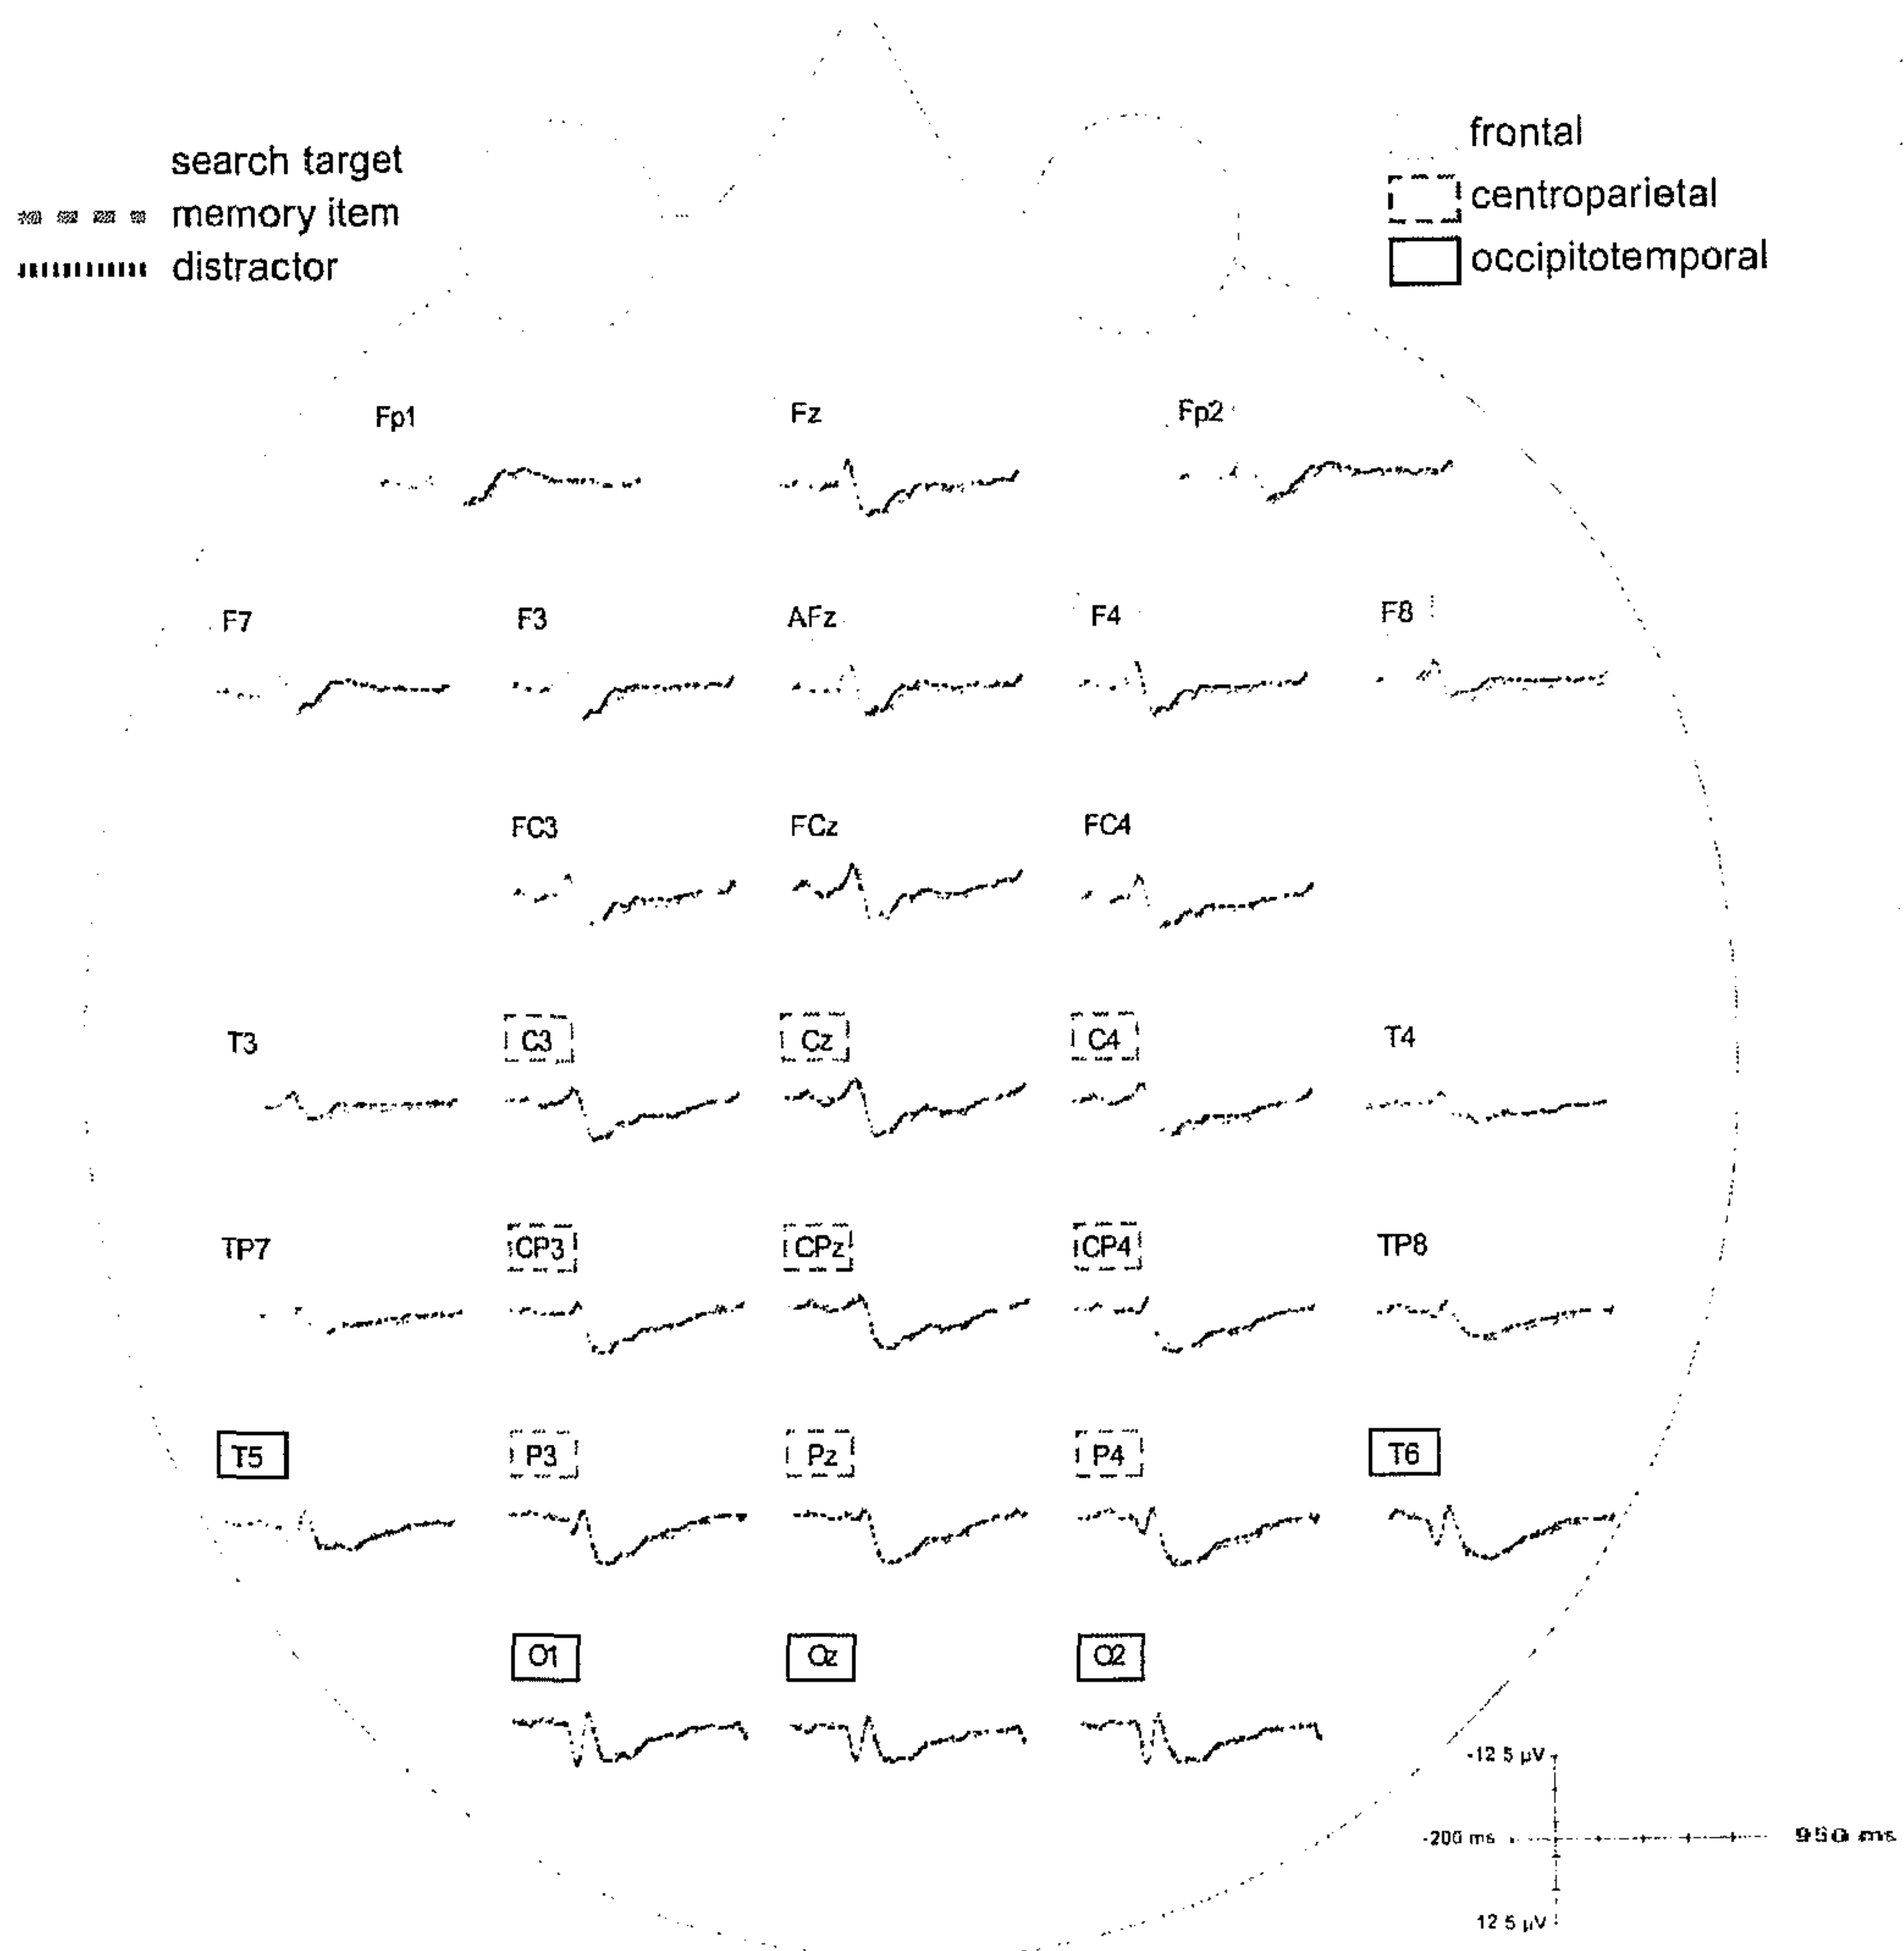 search target
memory item
distractor
frontal
centroparietal
occipitotemporal
Fp1 Fz Fp2
F7 F3 AFz F4 F8
FC3 FCz FC4
T3 C3 Cz C4 T4
TP7 CP3 CPz CP4 TP8
T5 P3 Pz P4 T6
O1 Oz O2
-12 5 µV
-200 ms 950 ms
12 5 µV